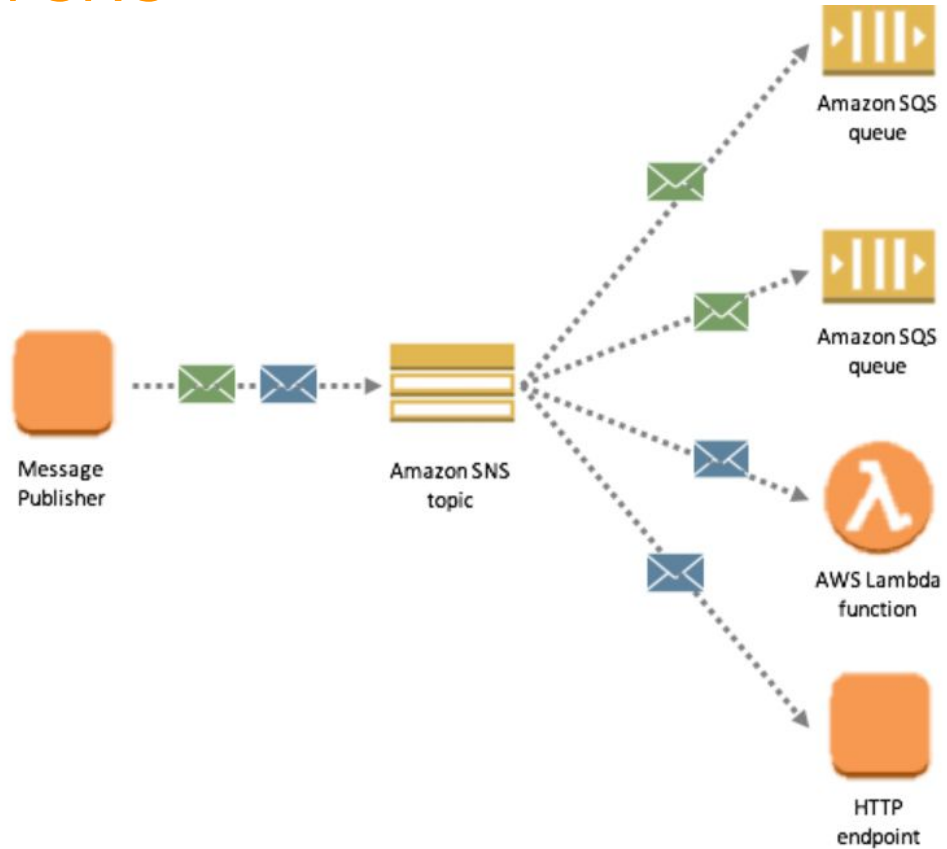 Amazon SQS
queue
Amazon SQS
queue
Message
Publisher
Amazon SNS
topic
AWS Lambda
function
HTTP
endpoint